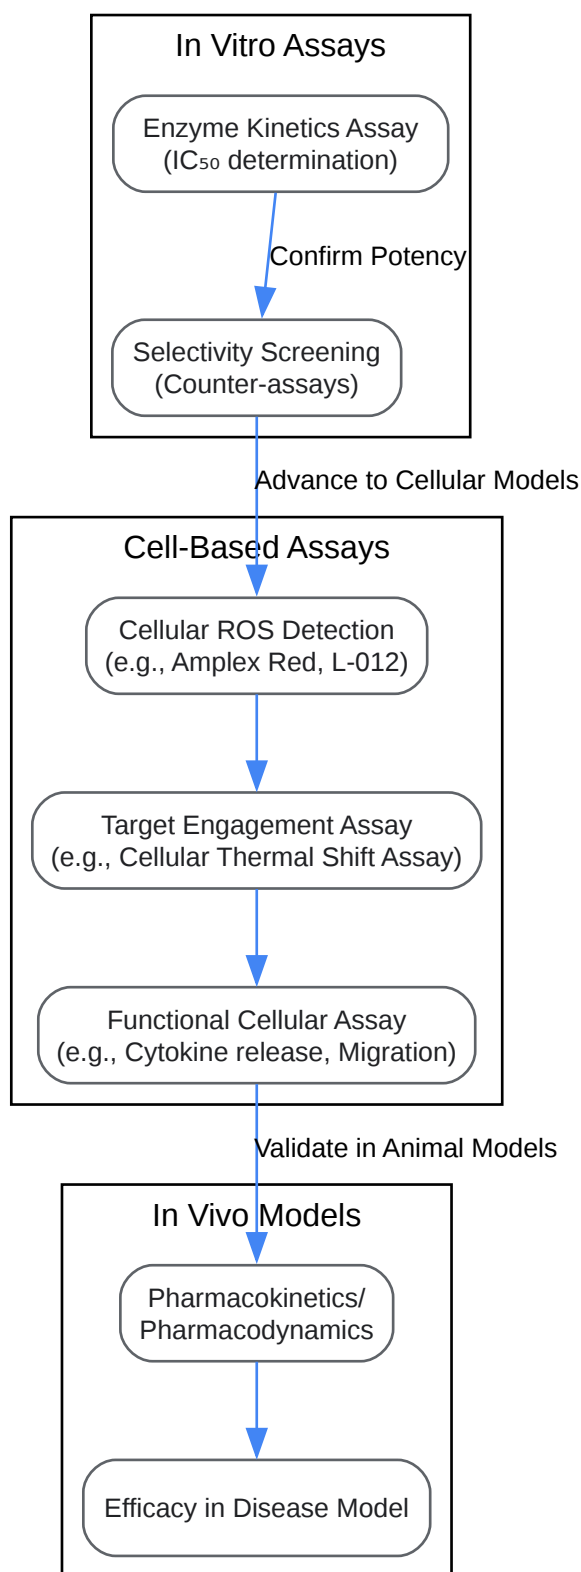 In Vitro Assays
Enzyme Kinetics Assay
(IC₅₀ determination)
Confirm Potency
Selectivity Screening
(Counter-assays)
Advance to Cellular Models
Cell-Based Assays
Cellular ROS Detection
(e.g., Amplex Red, L-012)
Target Engagement Assay
(e.g., Cellular Thermal Shift Assay)
Functional Cellular Assay
(e.g., Cytokine release, Migration)
Validate in Animal Models
In Vivo Models
Pharmacokinetics/
Pharmacodynamics
Efficacy in Disease Model